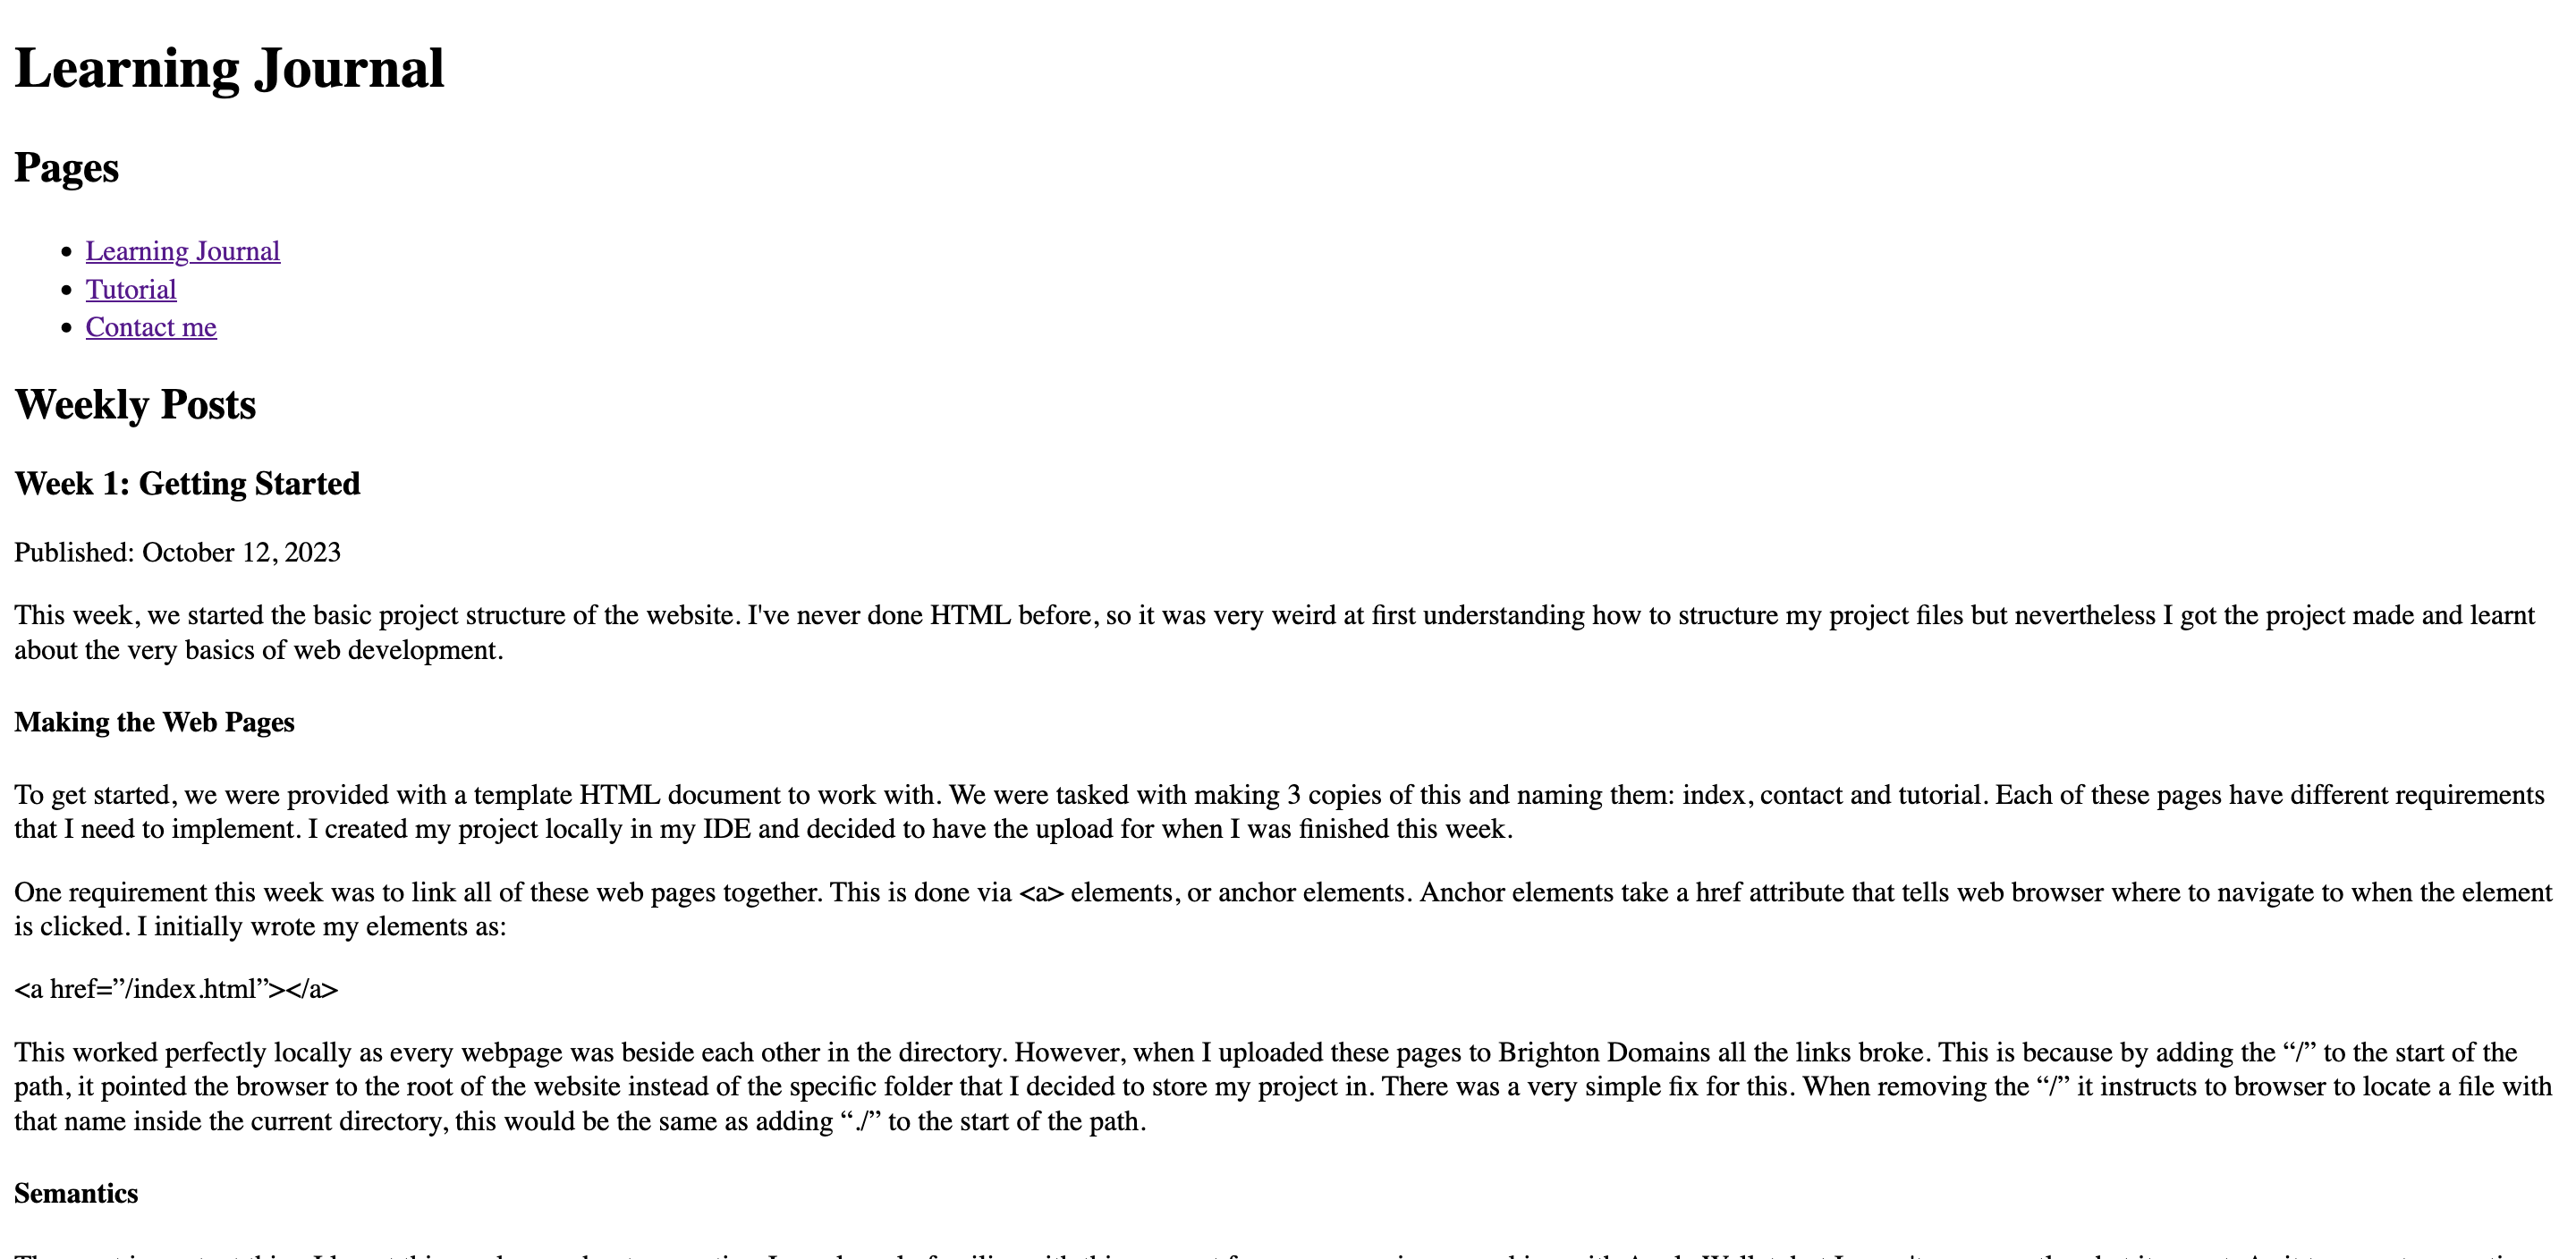 Learning Journal
Pages
Learning Journal
Tutorial
Contact me
Weekly Posts
Week 1: Getting Started
Published: October 12, 2023
This week, we started the basic project structure of the website. I've never done HTML before, so it was very weird at first understanding how to structure my project files but nevertheless I got the project made and learnt
about the very basics of web development.
Making the Web Pages
To get started, we were provided with a template HTML document to work with. We were tasked with making 3 copies of this and naming them: index, contact and tutorial. Each of these pages have different requirements
that I need to implement. I created my project locally in my IDE and decided to have the upload for when I was finished this week.
One requirement this week was to link all of these web pages together. This is done via <a> elements, or anchor elements. Anchor elements take a href attribute that tells web browser where to navigate to when the element
is clicked. I initially wrote my elements as:
<a href=”/index.html”></a>
This worked perfectly locally as every webpage was beside each other in the directory. However, when I uploaded these pages to Brighton Domains all the links broke. This is because by adding the “/” to the start of the
path, it pointed the browser to the root of the website instead of the specific folder that I decided to store my project in. There was a very simple fix for this. When removing the “/” it instructs to browser to locate a file with
that name inside the current directory, this would be the same as adding “./” to the start of the path.
Semantics